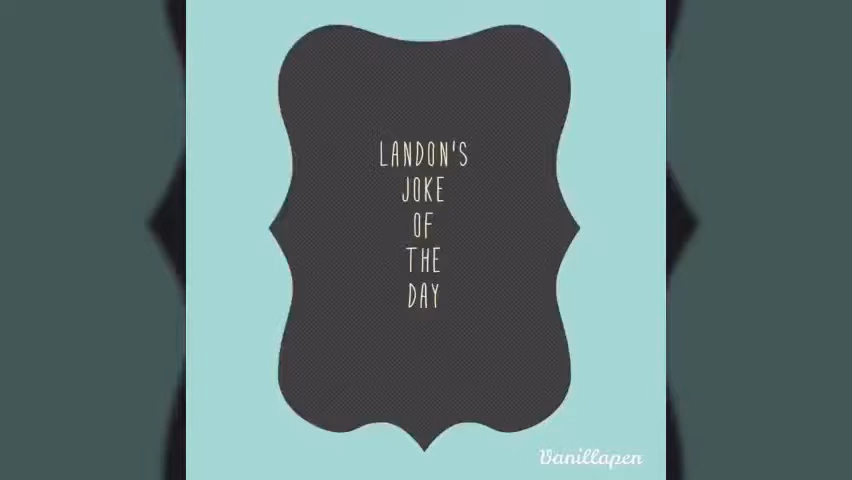 LANDON'S
JOKE
OF
THE
DAY
Vanillapen